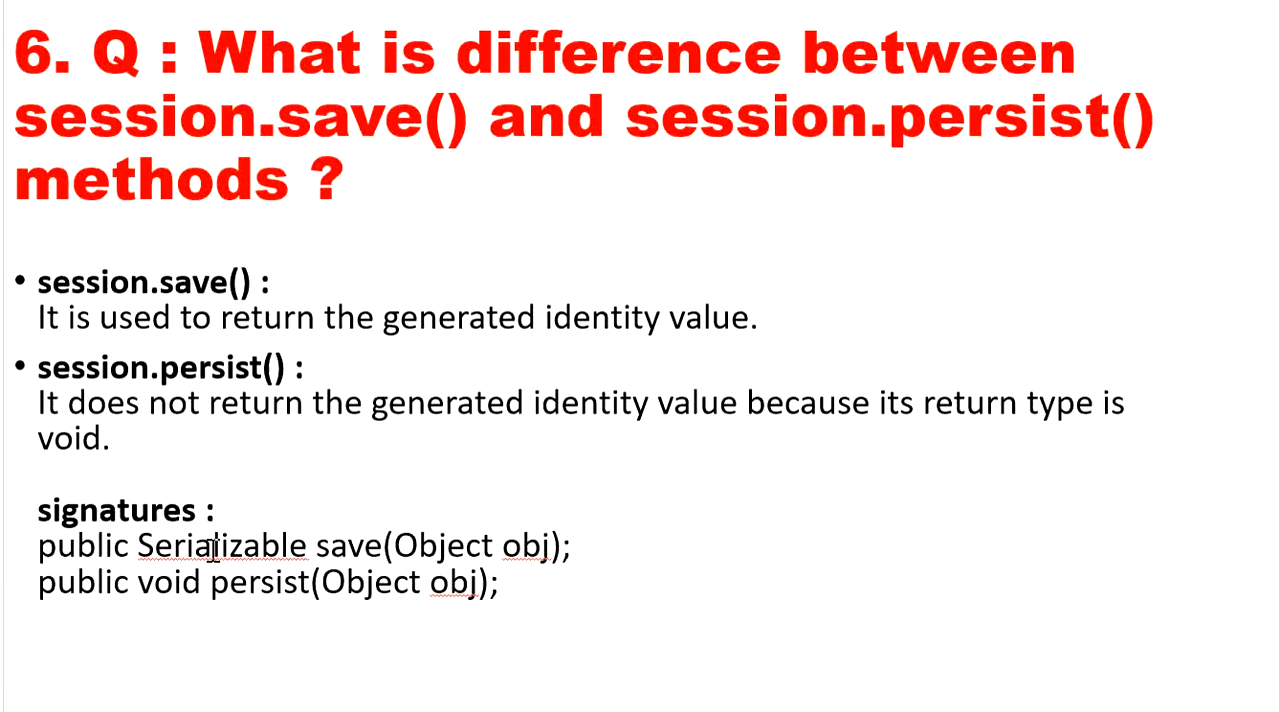 6. Q : What is difference between
session.save() and session.persist()
methods ?
• session.save() :
It is used to return the generated identity value.
• session.persist() :
It does not return the generated identity value because its return type is
void.
signatures :
public Serializable save(Object obj);
public void persist(Object obj);